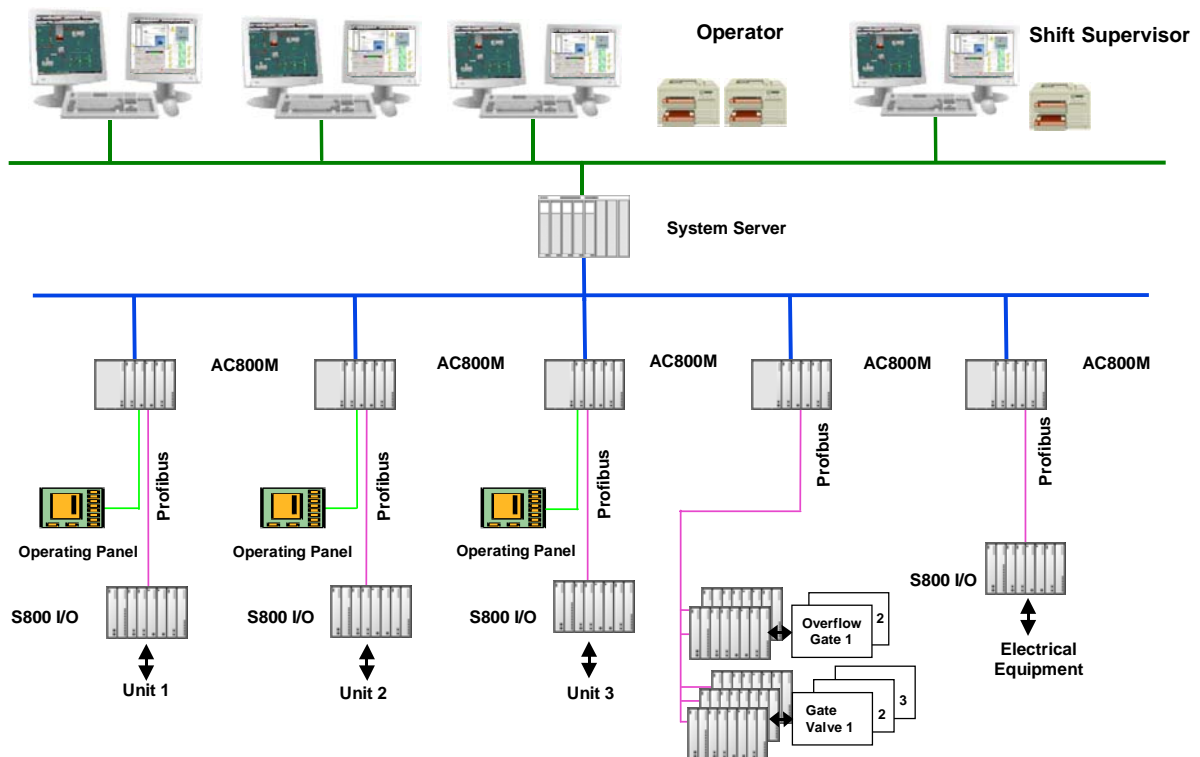 Operator
Shift Supervisor
System Server
AC800M
AC800M
AC800M
AC800M
AC800M
Profibus
Profibus
Profibus
Profbus
Profibus
Operating Panel
Operating Panel
Operating Panel
S800 I/O
S800 I/O
S800 I/O
S800 I/O
Overflow
Gate 1
2
Electrical
Equipment
Unit 1
Unit 2
Unit 3
Gate
Valve 1
2
3